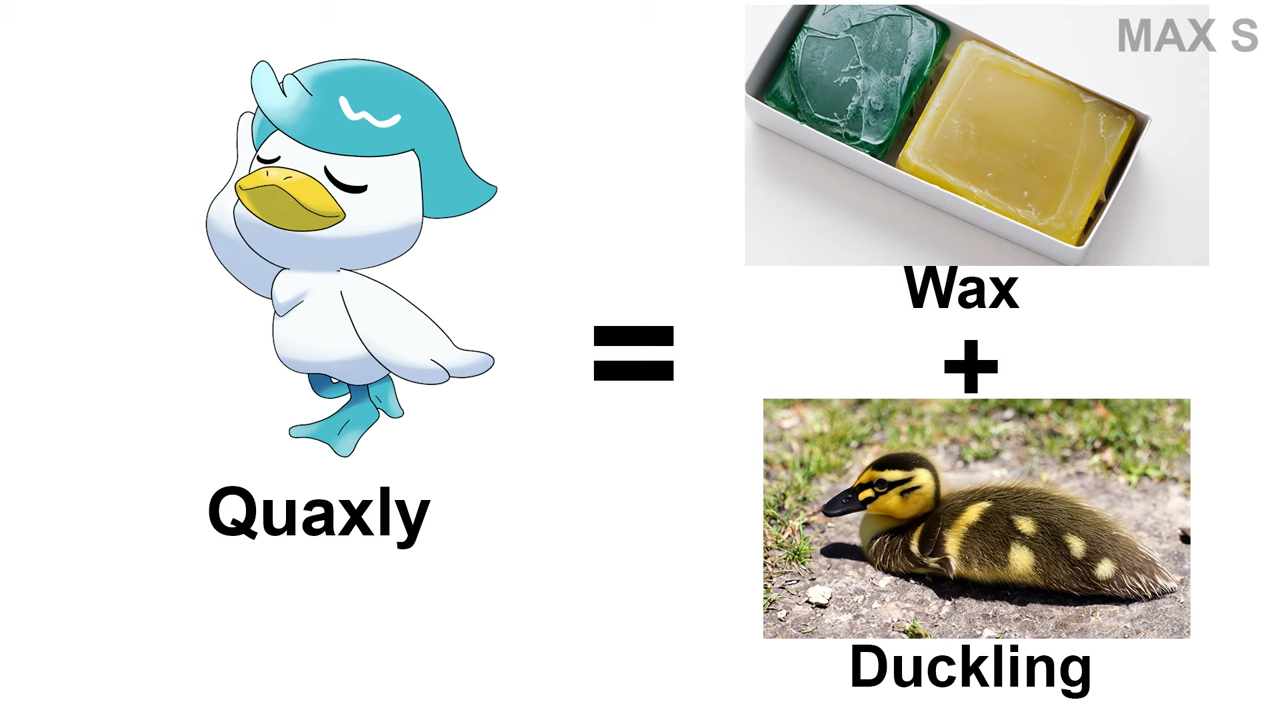 MAX S
Quaxly
=
Wax
+
Duckling